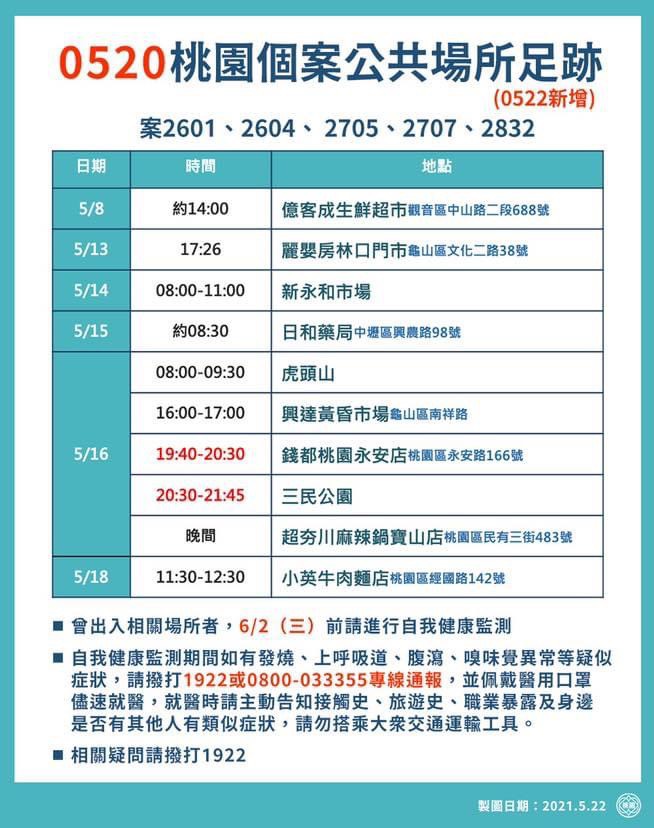 0520桃園個案公共場所足跡
(0522新增)
案2601、2604、 2705、2707、2832
日期 時間 地點
5/8 約14:00 億客成生鮮超市觀音區中山路二段688號
5/13 17:26 麗嬰房林口門市龜山區文化二路38號
5/14 08:00-11:00 新永和市場
5/15 約08:30 日和藥局中壢區興農路98號
5/16 08:00-09:30 虎頭山
16:00-17:00 興達黃昏市場龜山區南祥路
19:40-20:30 錢都桃園永安店桃園區永安路166號
20:30-21:45 三民公園
晚間 超夯川麻辣鍋寶山店桃園區民有三街483號
5/18 11:30-12:30 小英牛肉麵店桃園區經國路142號
■ 曾出入相關場所者，6/2（三）前請進行自我健康監測
■ 自我健康監測期間如有發燒、上呼吸道、腹瀉、嗅味覺異常等疑似
症狀，請撥打1922或0800-033355專線通報，並佩戴醫用口罩
儘速就醫，就醫時請主動告知接觸史、旅遊史、職業暴露及身邊
是否有其他人有類似症狀，請勿搭乘大眾交通運輸工具。
■ 相關疑問請撥打1922
製圖日期：2021.5.22